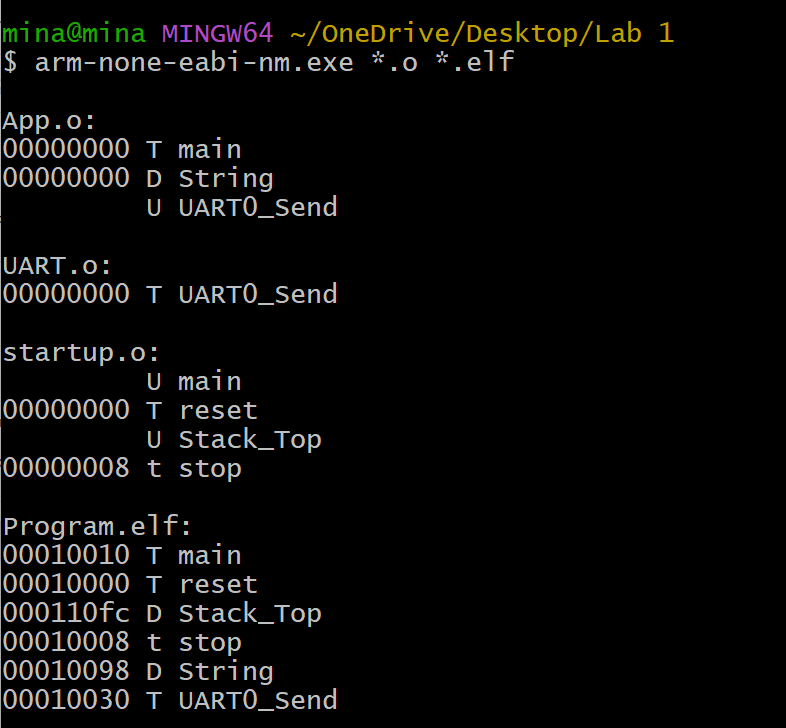 mina@mina MINGW64 ~/OneDrive/Desktop/Lab 1
$ arm-none-eabi-nm.exe *.o *.elf
App.o:
00000000 T main
00000000 D String
U UART0_Send
UART.o:
00000000 T UART0_Send
startup.o:
U main
00000000 T reset
U Stack_Top
00000008 t stop
Program.elf:
00010010 T main
00010000 T reset
000110fc D Stack_Top
00010008 t stop
00010098 D String
00010030 T UART0_Send